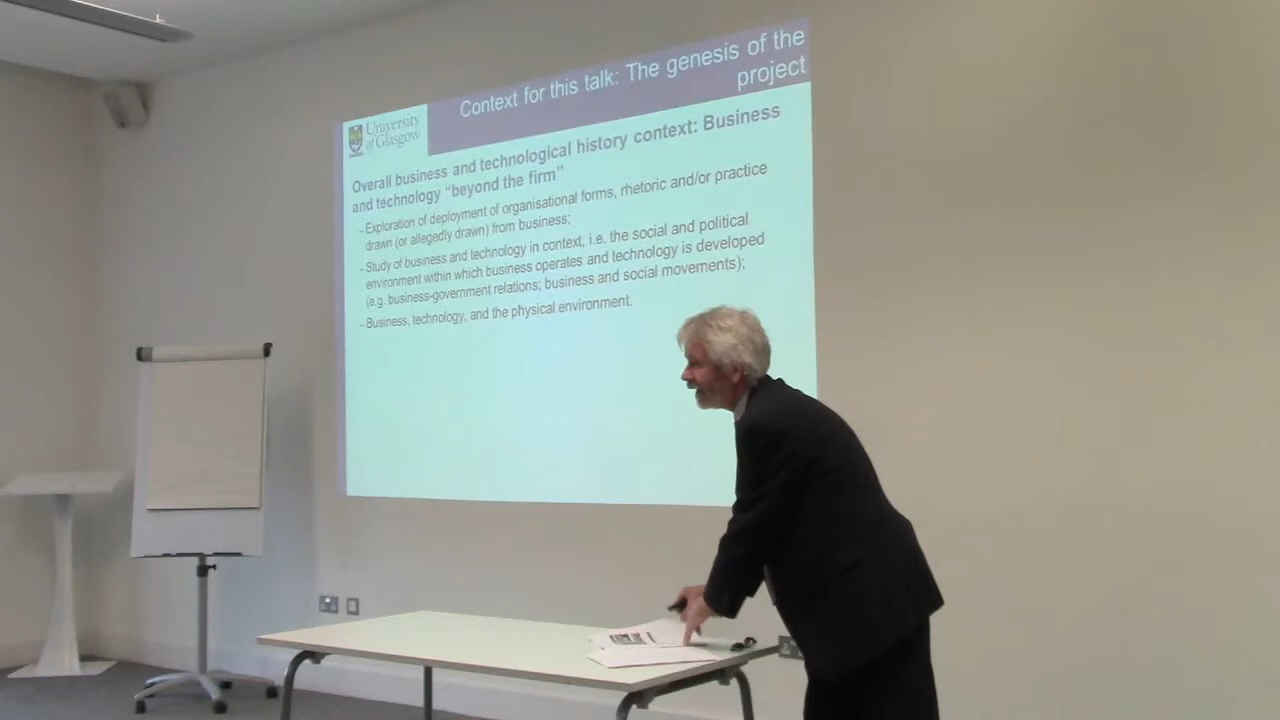 Context for this talk: The genesis of the
project
University
of Glasgow
Overall business and technological history context: Business
and technology “beyond the firm”
- Exploration of deployment of organisational forms, rhetoric and/or practice
drawn (or allegedly drawn) from business;
- Study of business and technology in context, i.e. the social and political
environment within which business operates and technology is developed
(e.g. business-government relations; business and social movements);
- Business, technology, and the physical environment.